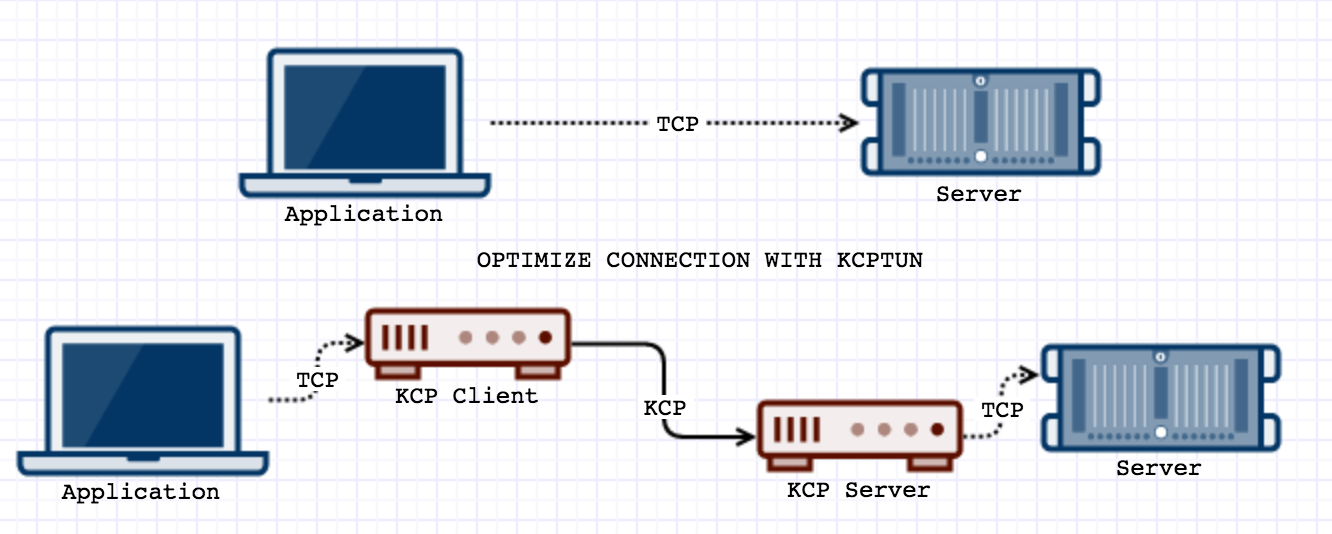 TCP
Application
Server
OPTIMIZE CONNECTION WITH KCPTUN
TCP
KCP Client
KCP
TCP
Application
KCP Server
Server